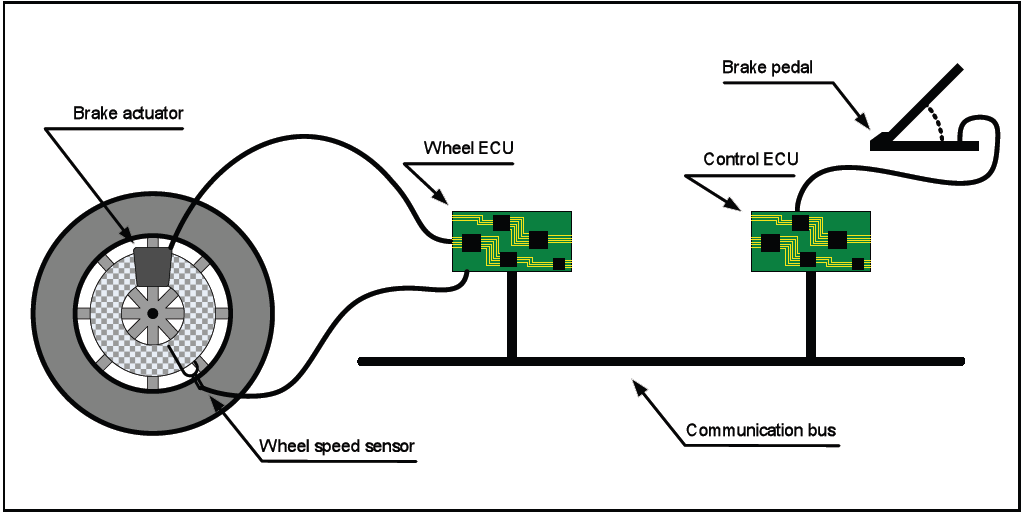 Brake pedal
Brake actuator
Wheel ECU
Control ECU
Communication bus
Wheel speed sensor